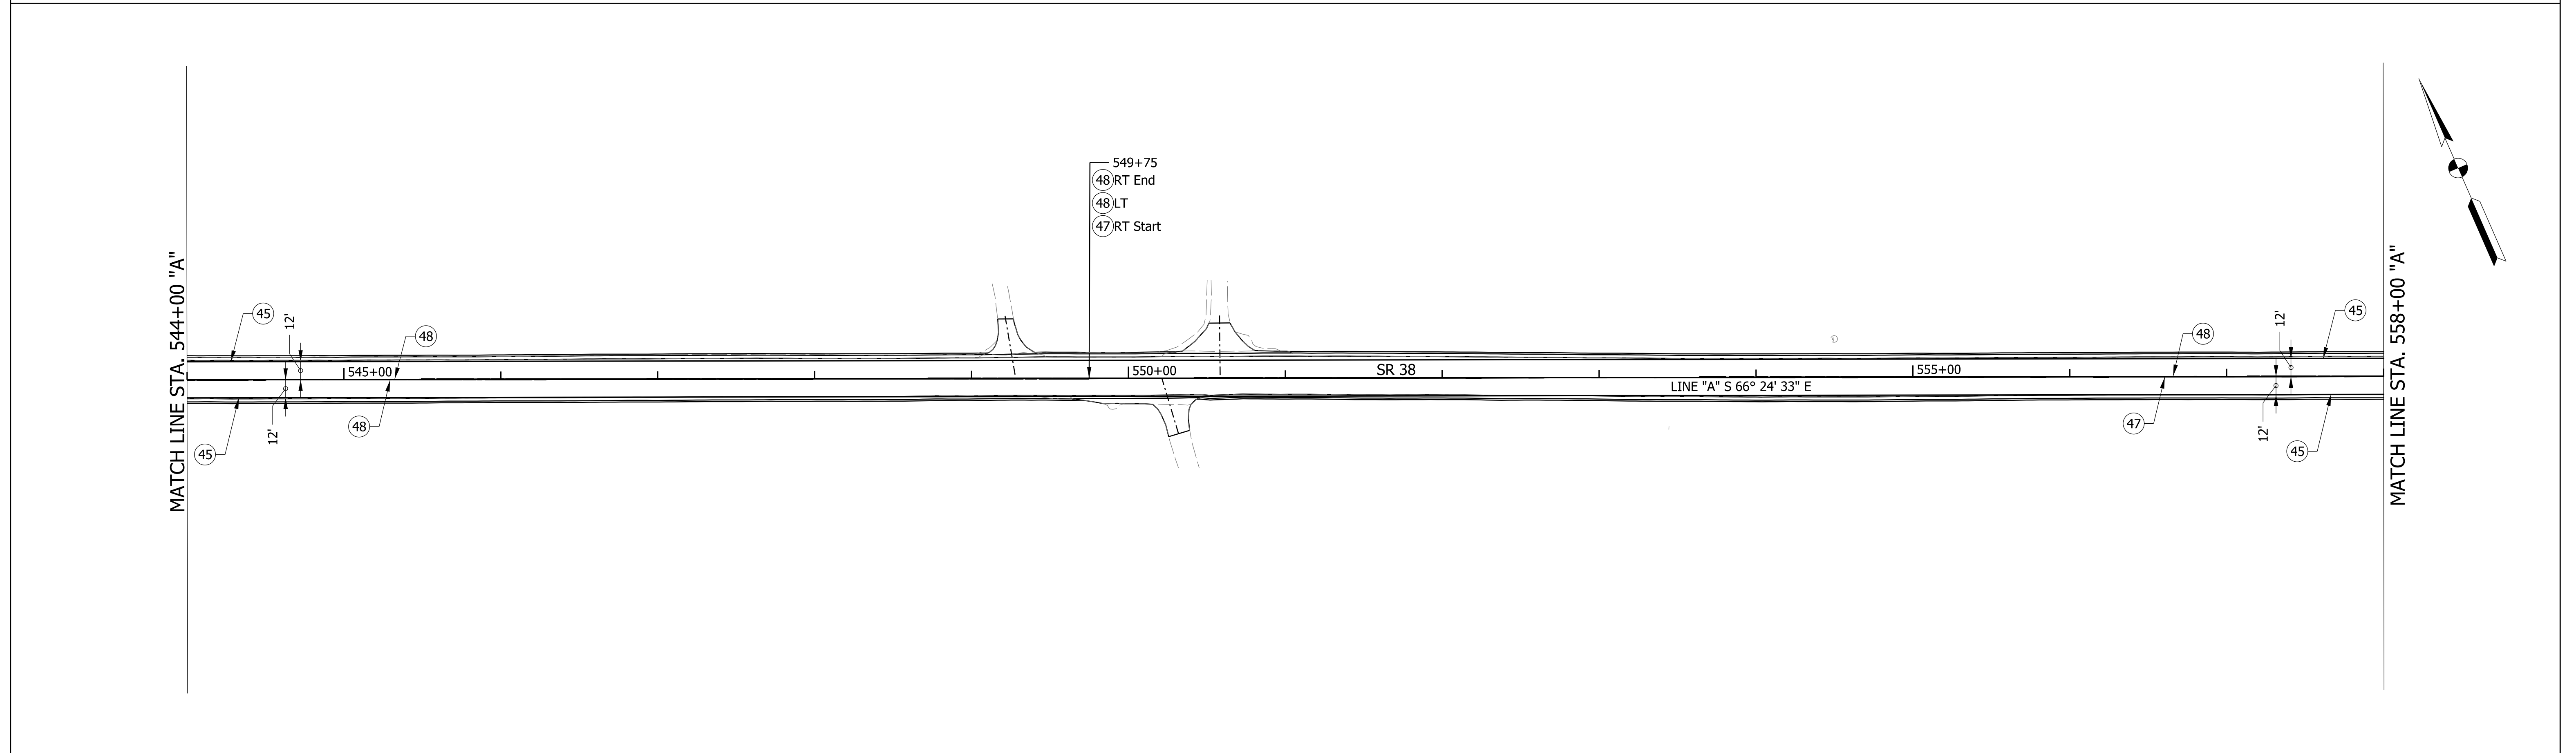 549+75
48 RT End
48 LT
47 RT Start
MATCH LINE STA. 544+00 "A"
45
12'
48
545+00
550+00
SR 38
555+00
LINE "A" S 66° 24' 33" E
48
12'
45
45
12'
48
47
12'
45
MATCH LINE STA. 558+00 "A"